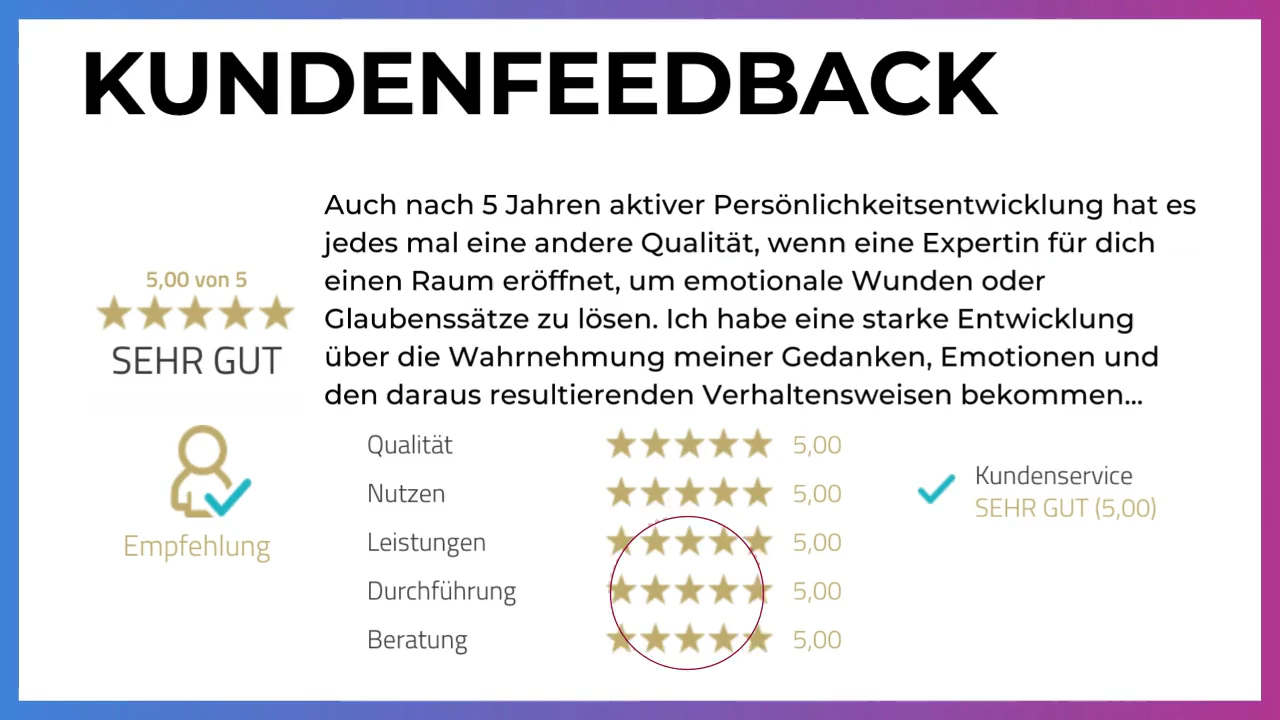 KUNDENFEEDBACK
Auch nach 5 Jahren aktiver Persönlichkeitsentwicklung hat es
jedes mal eine andere Qualität, wenn eine Expertin für dich
einen Raum eröffnet, um emotionale Wunden oder
Glaubenssätze zu lösen. Ich habe eine starke Entwicklung
über die Wahrnehmung meiner Gedanken, Emotionen und
den daraus resultierenden Verhaltensweisen bekommen...
5,00 von 5
SEHR GUT
Empfehlung
Qualität 5,00
Nutzen 5,00
Leistungen 5,00
Durchführung 5,00
Beratung 5,00
Kundenservice
SEHR GUT (5,00)